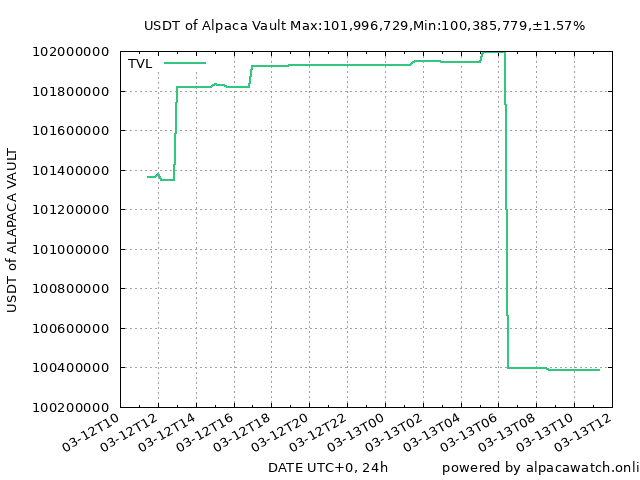 USDT of Alpaca Vault Max:101,996,729,Min:100,385,779,±1.57%
TVL
102000000
101800000
101600000
101400000
101200000
101000000
100800000
100600000
100400000
100200000
USDT of ALAPACA VAULT
03-12T10
03-12T12
03-12T14
03-12T16
03-12T18
03-12T20
03-12T22
03-13T00
03-13T02
03-13T04
03-13T06
03-13T08
03-13T10
03-13T12
DATE UTC+0, 24h
powered by alpacawatch.onli